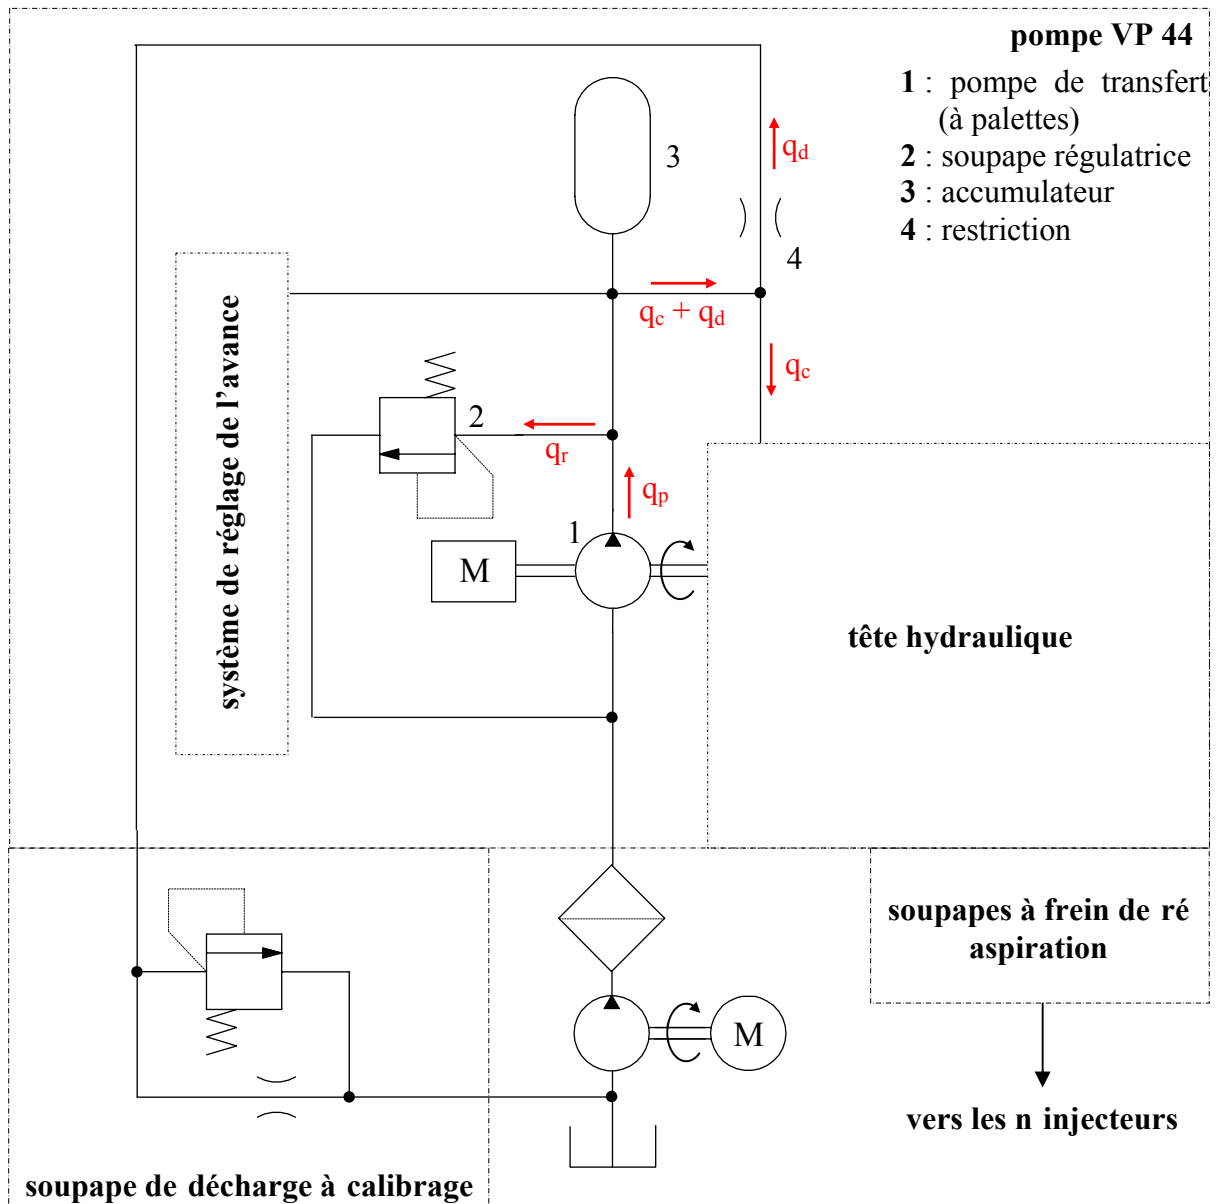 pompe VP 44
1 : pompe de transfert
(à palettes)
2 : soupape régulatrice
3 : accumulateur
4 : restriction
3
qd
4
qc + qd
qc
système de réglage de l’avance
2
qr
qp
1
M
tête hydraulique
soupapes à frein de ré
aspiration
M
vers les n injecteurs
soupape de décharge à calibrage